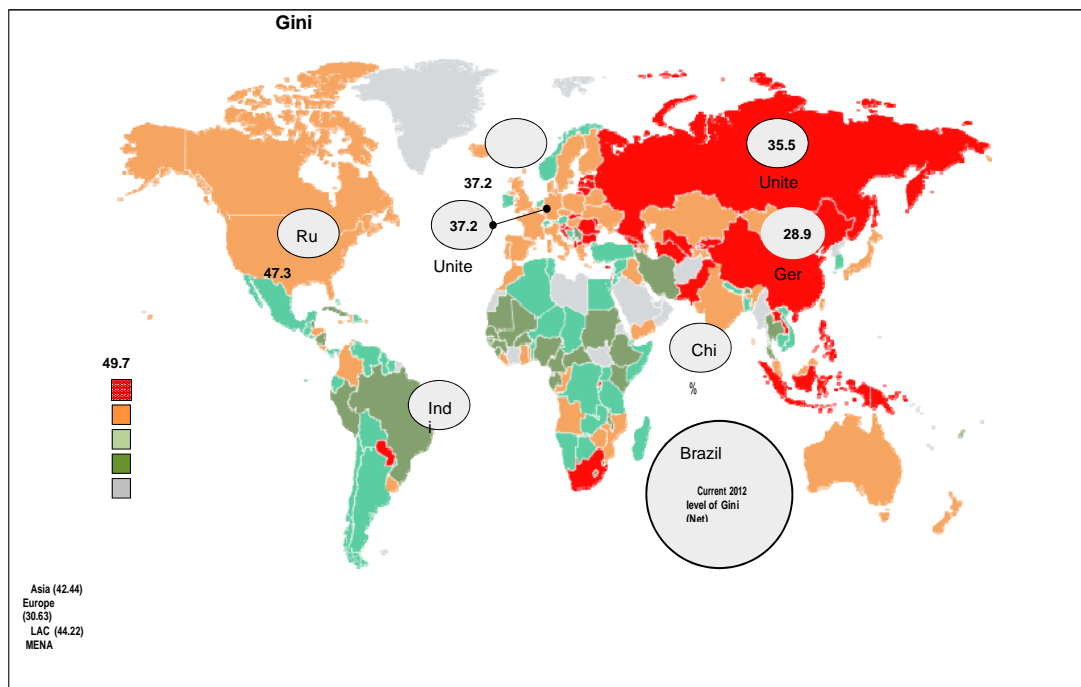 Gini
35.5
Unite
37.2
37.2
Unite
Ru
47.3
28.9
Ger
Chi
%
49.7
Ind
i
Brazil
Current 2012
level of Gini
(Net)
Asia (42.44)
Europe
(30.63)
LAC (44.22)
MENA